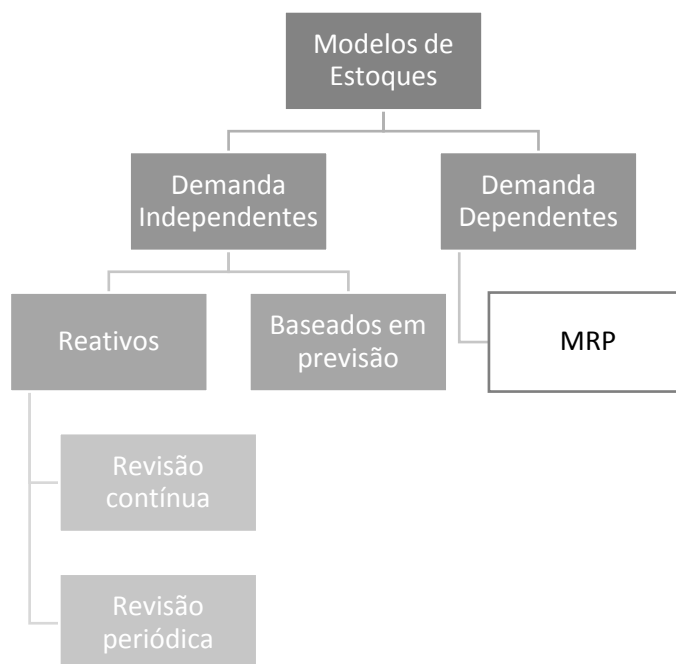 Modelos de
Estoques
Demanda
Independentes
Demanda
Dependentes
Reativos
Baseados em
previsão
MRP
Revisão
contínua
Revisão
periódica